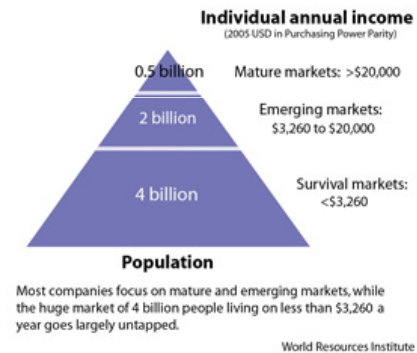 Individual annual income
(2005 USD in Purchasing Power Parity)
0.5 billion
Mature markets: >$20,000
2 billion
Emerging markets:
$3,260 to $20,000
4 billion
Survival markets:
<$3,260
Population
Most companies focus on mature and emerging markets, while
the huge market of 4 billion people living on less than $3,260 a
year goes largely untapped.
World Resources Institute